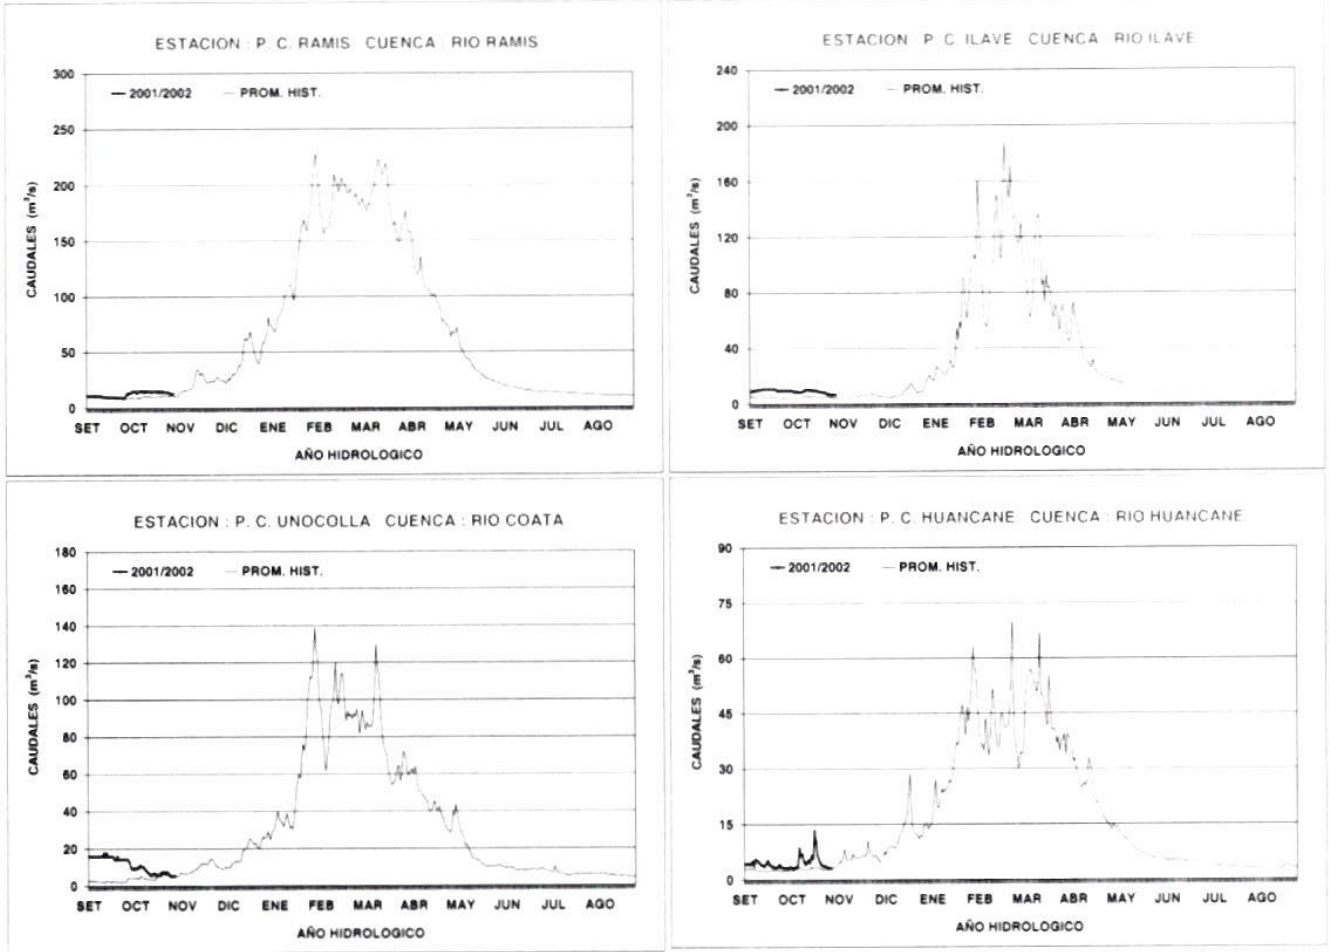 ESTACION : P. C. RAMIS CUENCA : RIO RAMIS
300
250
200
150
100
50
0
CAUDALES (m³/s)
2001/2002
PROM. HIST.
SET OCT NOV DIC ENE FEB MAR ABR MAY JUN JUL AGO
AÑO HIDROLOGICO
ESTACION P. C. ILAVE CUENCA RIO ILAVE
240
200
160
120
80
40
0
CAUDALES (m³/s)
2001/2002
PROM. HIST.
SET OCT NOV DIC ENE FEB MAR ABR MAY JUN JUL AGO
AÑO HIDROLOGICO
ESTACION : P. C. UNOCOLLA CUENCA : RIO COATA
180
160
140
120
100
80
60
40
20
0
CAUDALES (m³/s)
2001/2002
PROM. HIST.
SET OCT NOV DIC ENE FEB MAR ABR MAY JUN JUL AGO
AÑO HIDROLOGICO
ESTACION : P. C. HUANCANE CUENCA : RIO HUANCANE
90
75
60
45
30
15
0
CAUDALES (m³/s)
2001/2002
PROM. HIST.
SET OCT NOV DIC ENE FEB MAR ABR MAY JUN JUL AGO
AÑO HIDROLOGICO